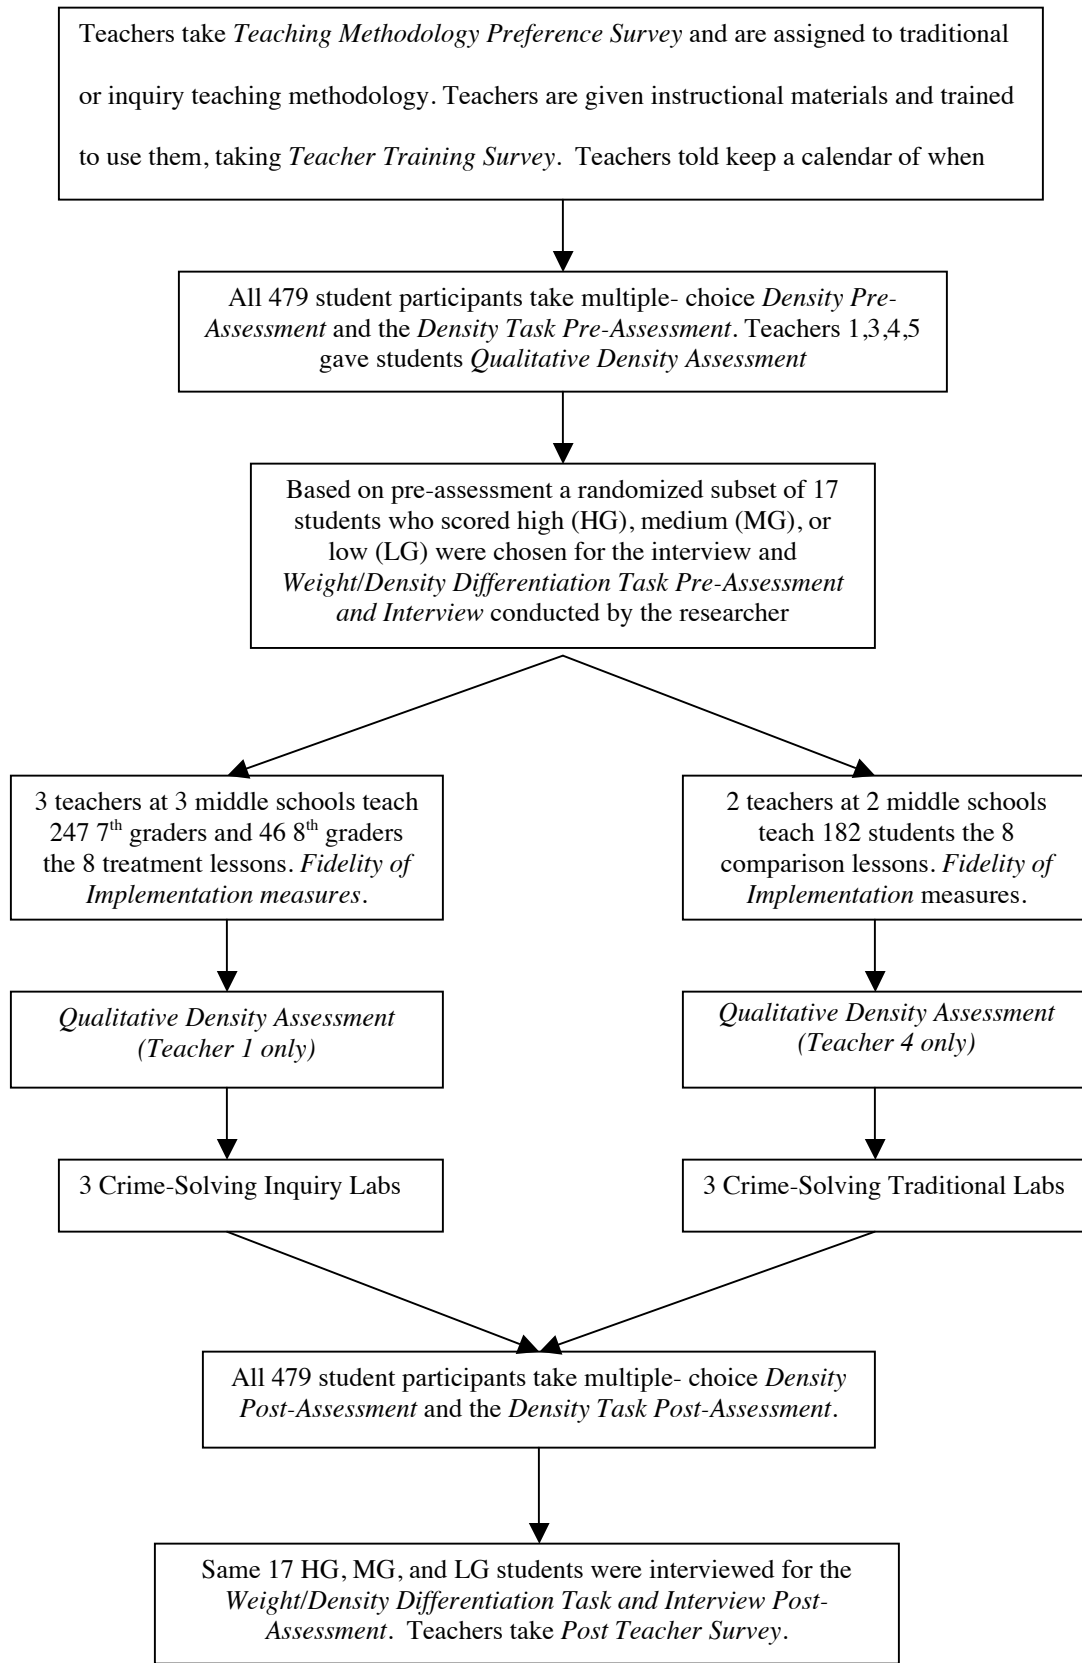 Teachers take Teaching Methodology Preference Survey and are assigned to traditional
or inquiry teaching methodology. Teachers are given instructional materials and trained
to use them, taking Teacher Training Survey.  Teachers told keep a calendar of when
All 479 student participants take multiple- choice Density Pre-
Assessment and the Density Task Pre-Assessment. Teachers 1,3,4,5
gave students Qualitative Density Assessment
Based on pre-assessment a randomized subset of 17
students who scored high (HG), medium (MG), or
low (LG) were chosen for the interview and
Weight/Density Differentiation Task Pre-Assessment
and Interview conducted by the researcher
3 teachers at 3 middle schools teach
247 7th graders and 46 8th graders
the 8 treatment lessons. Fidelity of
Implementation measures.
2 teachers at 2 middle schools
teach 182 students the 8
comparison lessons. Fidelity of
Implementation measures.
Qualitative Density Assessment
(Teacher 1 only)
Qualitative Density Assessment
(Teacher 4 only)
3 Crime-Solving Inquiry Labs
3 Crime-Solving Traditional Labs
All 479 student participants take multiple- choice Density
Post-Assessment and the Density Task Post-Assessment.
Same 17 HG, MG, and LG students were interviewed for the
Weight/Density Differentiation Task and Interview Post-
Assessment.  Teachers take Post Teacher Survey.